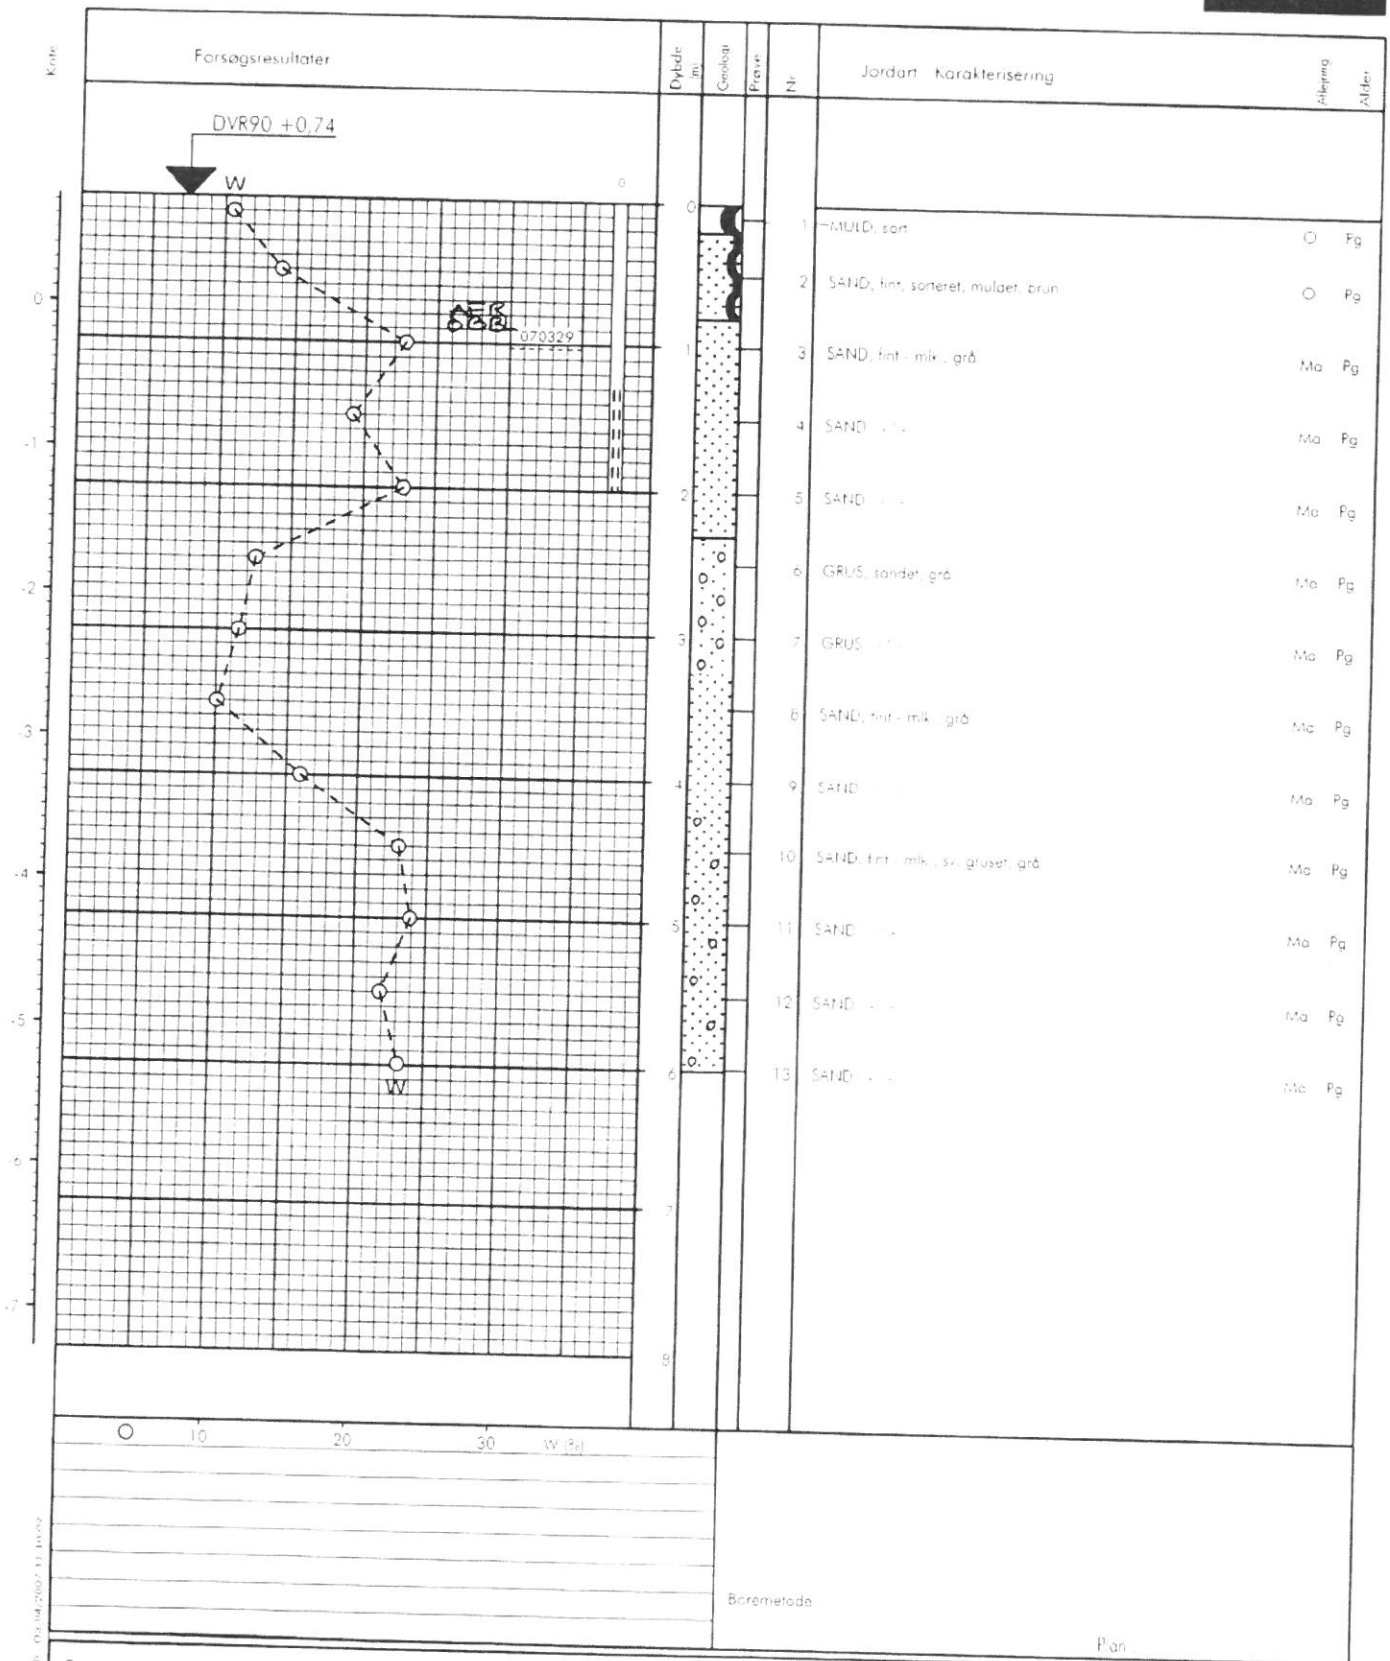 Kote
Forsøgsresultater
Dybde (m)
Geologi
Prøve
Nr.
Jordart Karakterisering
Aflejring
Alder
DVR90 +0,74
W
0
070329
0
-1
-2
-3
-4
-5
-6
-7
0
1
2
3
4
5
6
7
8
1 MULD, sort O Pg
2 SAND, fint, sorteret, muldet, brun O Pg
3 SAND, fint - mlk., grå Ma Pg
4 SAND Ma Pg
5 SAND Ma Pg
6 GRUS, sandet, grå Ma Pg
7 GRUS Ma Pg
8 SAND, fint - mlk., grå Ma Pg
9 SAND Ma Pg
10 SAND, fint - mlk., sv. gruset, grå Ma Pg
11 SAND Ma Pg
12 SAND Ma Pg
13 SAND Ma Pg
W
10 20 30 W (%)
Boremetode
Plan